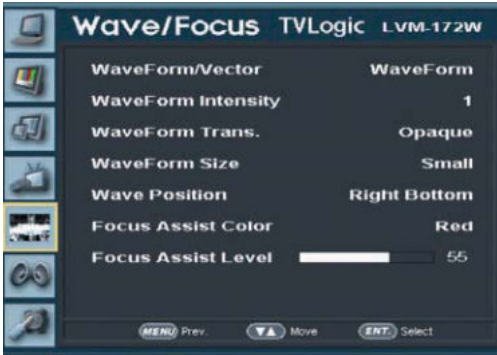 Wave/Focus TVLogic LVM-172W
WaveForm/Vector WaveForm
WaveForm Intensity 1
WaveForm Trans. Opaque
WaveForm Size Small
Wave Position Right Bottom
Focus Assist Color Red
Focus Assist Level 55
MENU Prev. ▼▲ Move ENT. Select